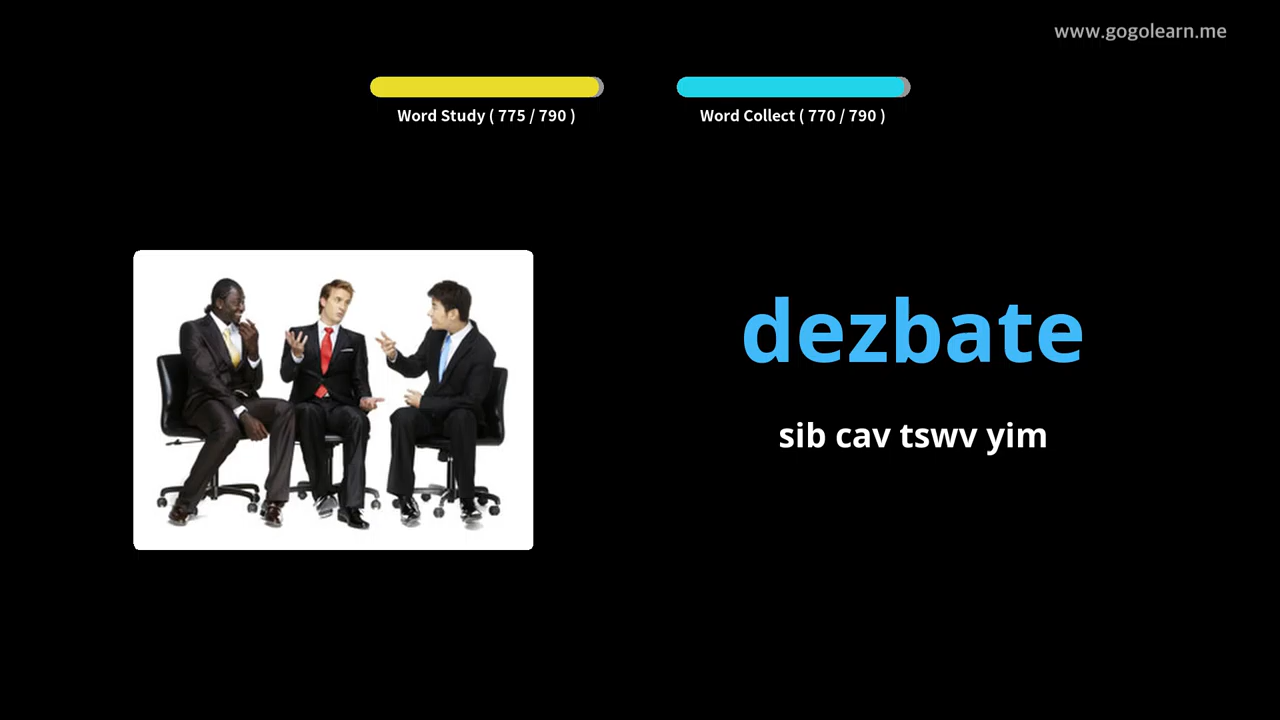 www.gogolearn.me
Word Study ( 775 / 790 )
Word Collect ( 770 / 790 )
dezbate
sib cav tswv yim